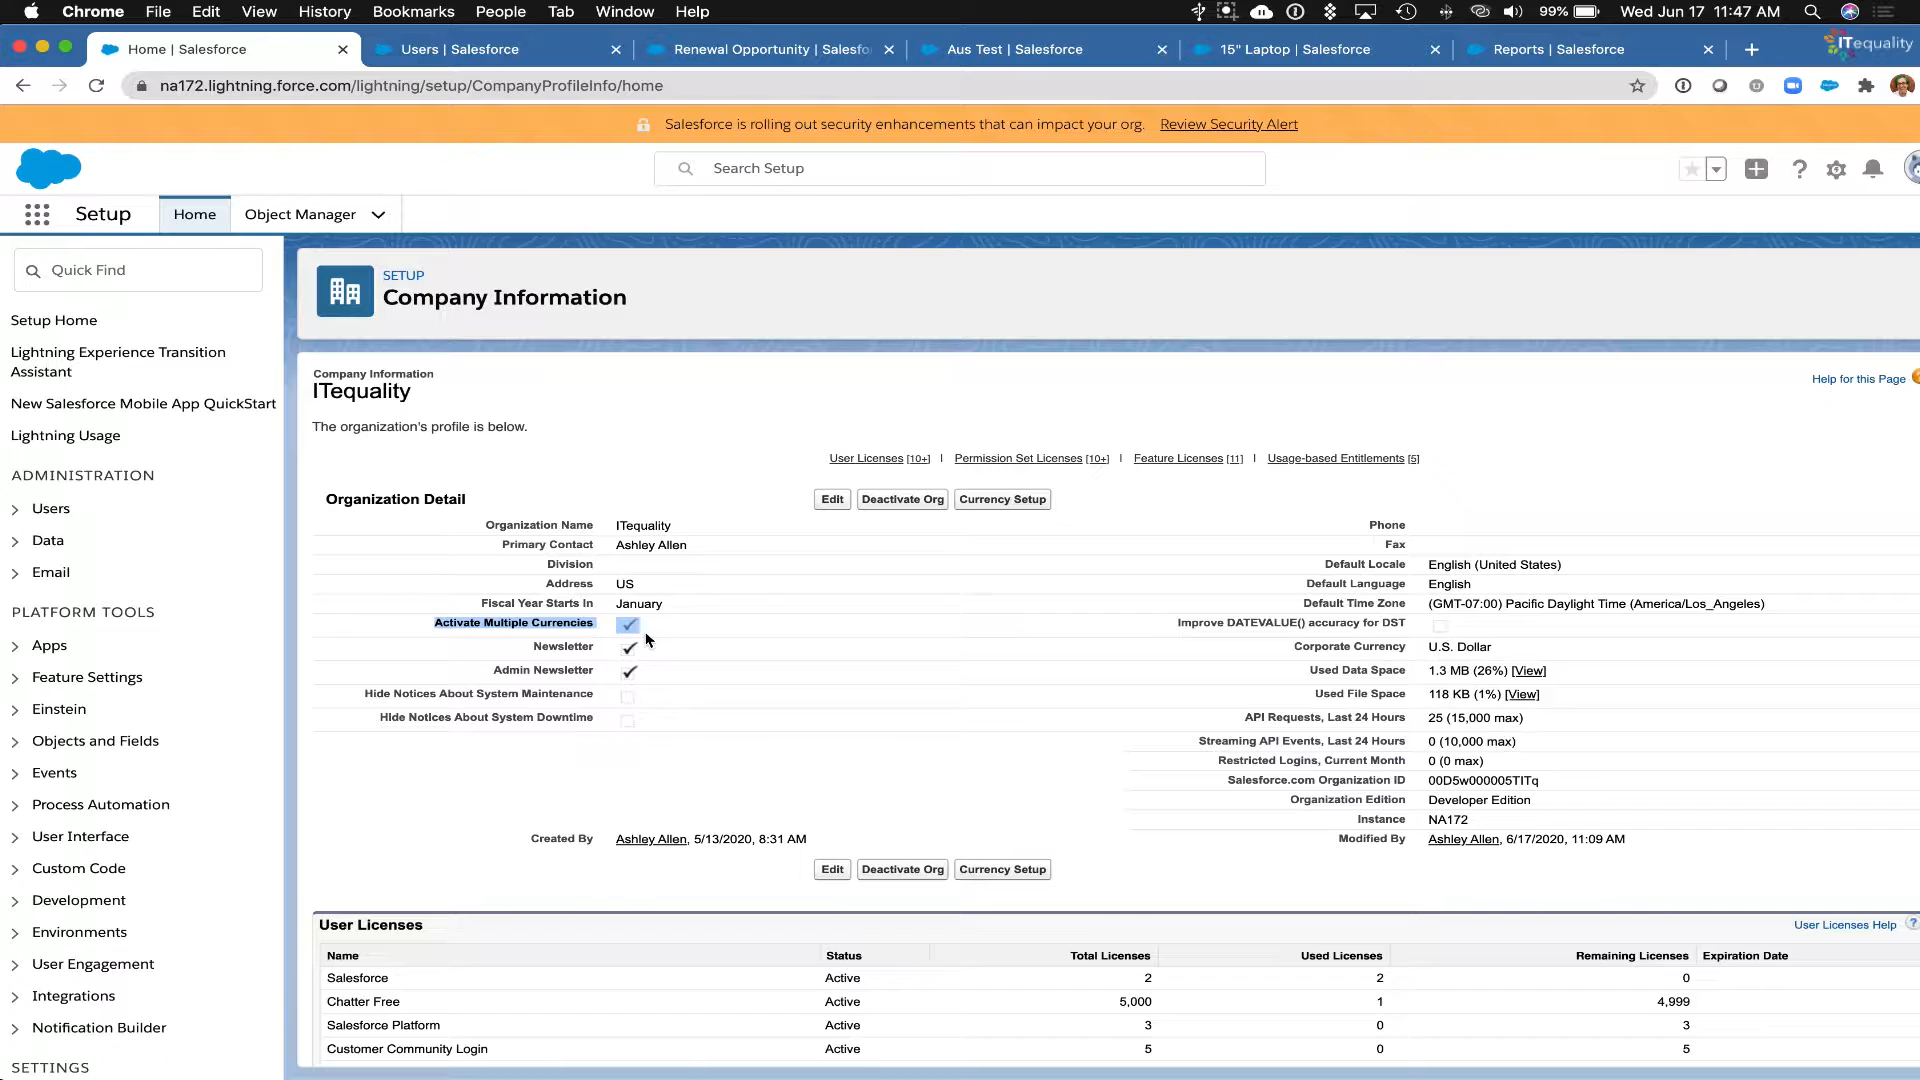 Chrome File Edit View History Bookmarks People Tab Window Help 99% Wed Jun 17 11:47 AM
Home | Salesforce Users | Salesforce Renewal Opportunity | Salesfo Aus Test | Salesforce 15" Laptop | Salesforce Reports | Salesforce ITequality
na172.lightning.force.com/lightning/setup/CompanyProfileInfo/home
Salesforce is rolling out security enhancements that can impact your org. Review Security Alert
Search Setup
Setup Home Object Manager
Quick Find
Setup Home
Lightning Experience Transition
Assistant
New Salesforce Mobile App QuickStart
Lightning Usage
ADMINISTRATION
Users
Data
Email
PLATFORM TOOLS
Apps
Feature Settings
Einstein
Objects and Fields
Events
Process Automation
User Interface
Custom Code
Development
Environments
User Engagement
Integrations
Notification Builder
SETTINGS
SETUP
Company Information
Company Information
ITequality
Help for this Page
The organization's profile is below.
User Licenses [10+] | Permission Set Licenses [10+] | Feature Licenses [11] | Usage-based Entitlements [5]
Organization Detail Edit Deactivate Org Currency Setup
Organization Name ITequality Phone
Primary Contact Ashley Allen Fax
Division Default Locale English (United States)
Address US Default Language English
Fiscal Year Starts In January Default Time Zone (GMT-07:00) Pacific Daylight Time (America/Los_Angeles)
Activate Multiple Currencies Improve DATEVALUE() accuracy for DST
Newsletter Corporate Currency U.S. Dollar
Admin Newsletter Used Data Space 1.3 MB (26%) [View]
Hide Notices About System Maintenance Used File Space 118 KB (1%) [View]
Hide Notices About System Downtime API Requests, Last 24 Hours 25 (15,000 max)
Streaming API Events, Last 24 Hours 0 (10,000 max)
Restricted Logins, Current Month 0 (0 max)
Salesforce.com Organization ID 00D5w000005TITq
Organization Edition Developer Edition
Instance NA172
Created By Ashley Allen, 5/13/2020, 8:31 AM Modified By Ashley Allen, 6/17/2020, 11:09 AM
Edit Deactivate Org Currency Setup
User Licenses User Licenses Help ?
Name Status Total Licenses Used Licenses Remaining Licenses Expiration Date
Salesforce Active 2 2 0
Chatter Free Active 5,000 1 4,999
Salesforce Platform Active 3 0 3
Customer Community Login Active 5 0 5